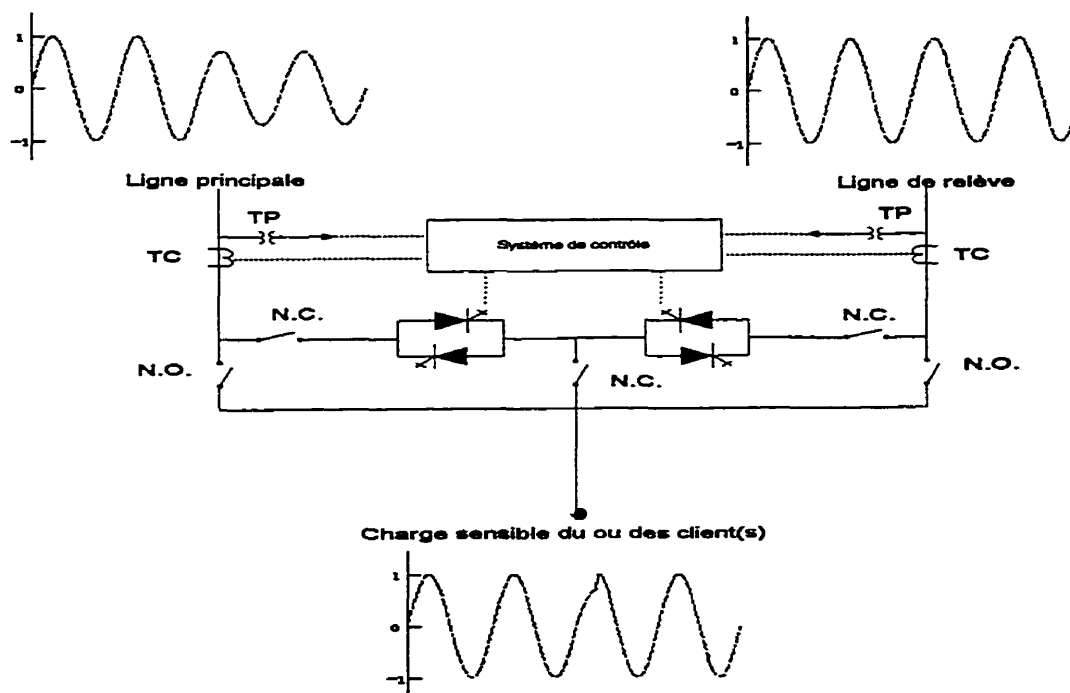 1
0
-1
1
0
-1
Ligne principale
Ligne de relève
TP
TP
TC
Système de contrôle
TC
N.C.
N.C.
N.O.
N.C.
N.O.
Charge sensible du ou des client(s)
1
0
-1